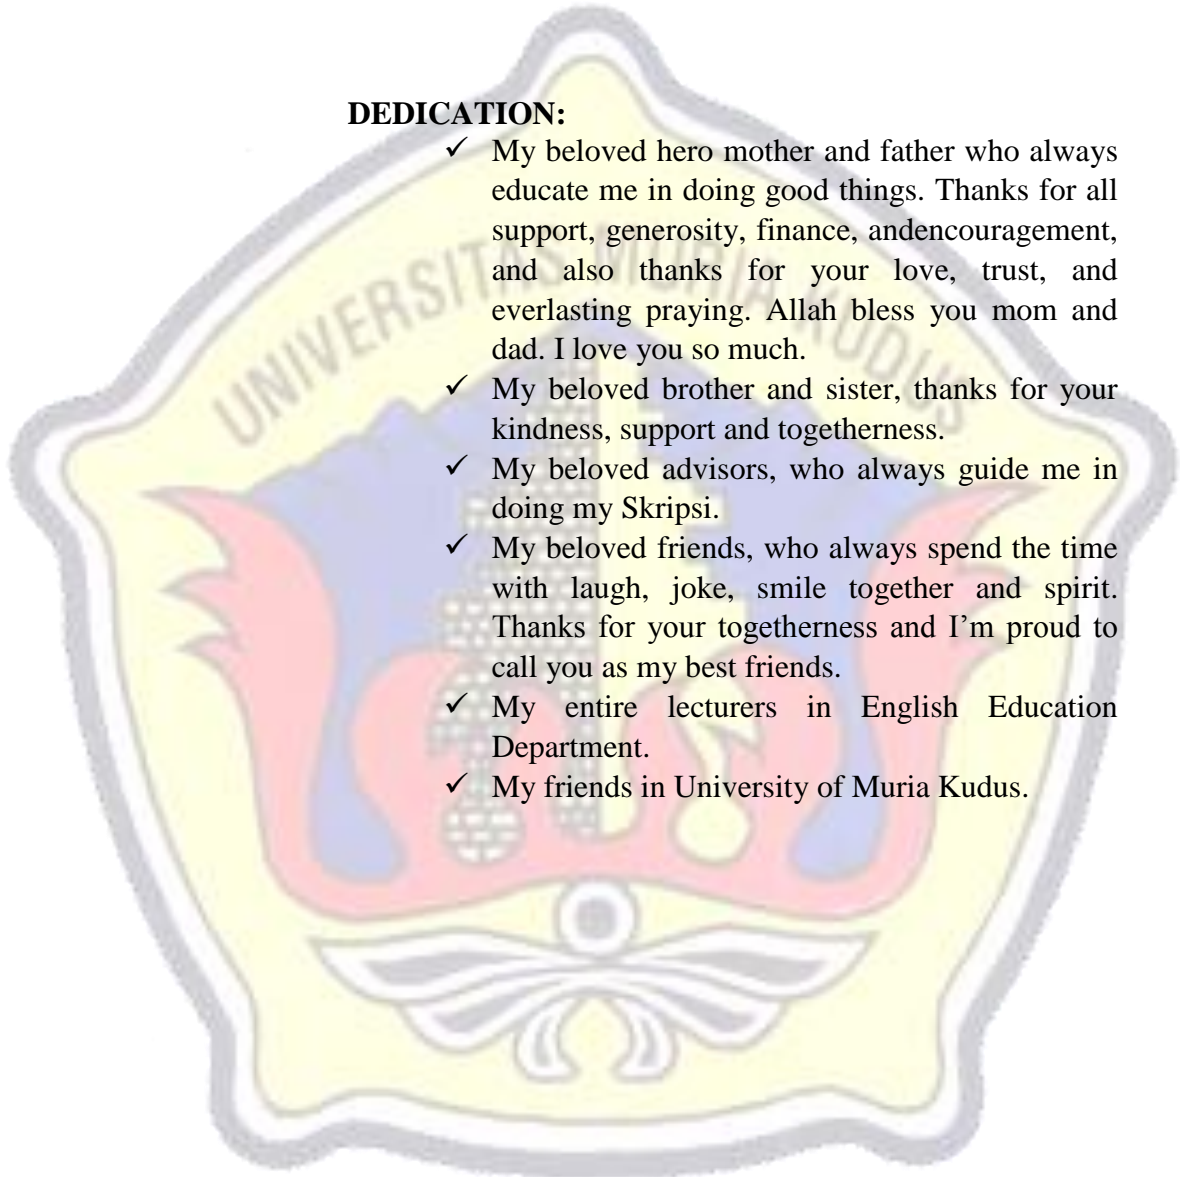 DEDICATION:
✓ My beloved hero mother and father who always
educate me in doing good things. Thanks for all
support, generosity, finance, andencouragement,
and also thanks for your love, trust, and
everlasting praying. Allah bless you mom and
dad. I love you so much.
✓ My beloved brother and sister, thanks for your
kindness, support and togetherness.
✓ My beloved advisors, who always guide me in
doing my Skripsi.
✓ My beloved friends, who always spend the time
with laugh, joke, smile together and spirit.
Thanks for your togetherness and I’m proud to
call you as my best friends.
✓ My entire lecturers in English Education
Department.
✓ My friends in University of Muria Kudus.
UNIVERSITAS MURIA KUDUS